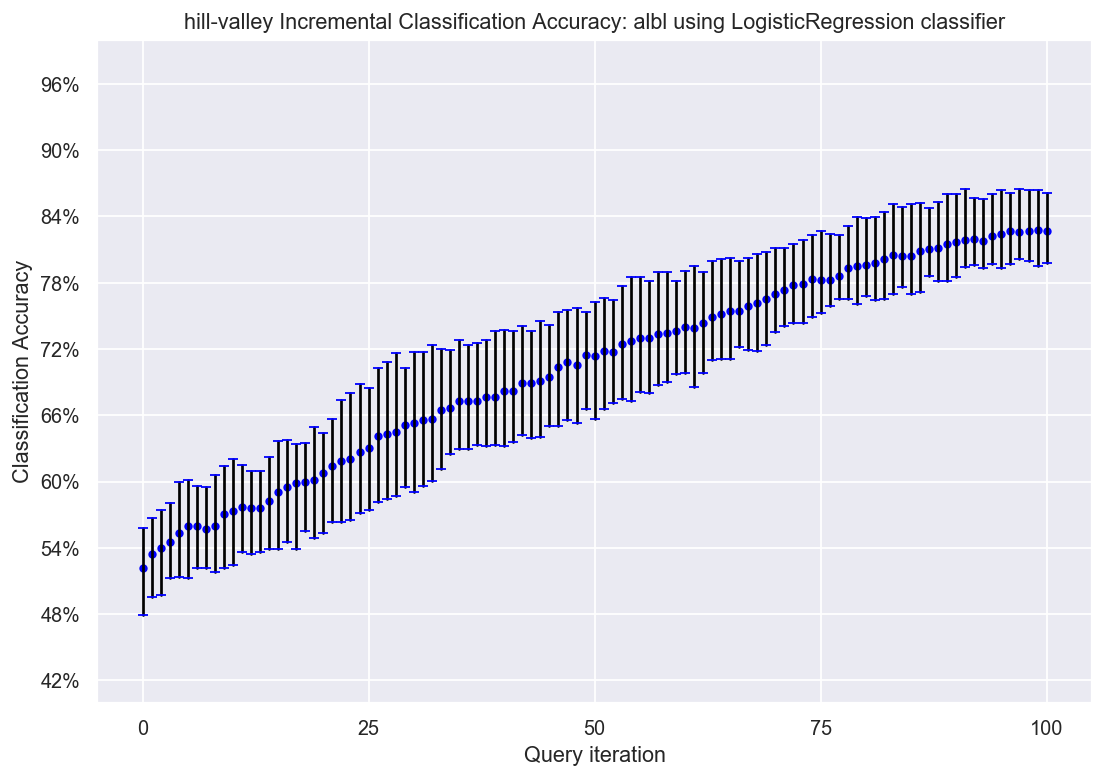 hill-valley Incremental Classification Accuracy: albl using LogisticRegression classifier
96%
90%
84%
78%
72%
66%
60%
54%
48%
42%
Classification Accuracy
0 25 50 75 100
Query iteration